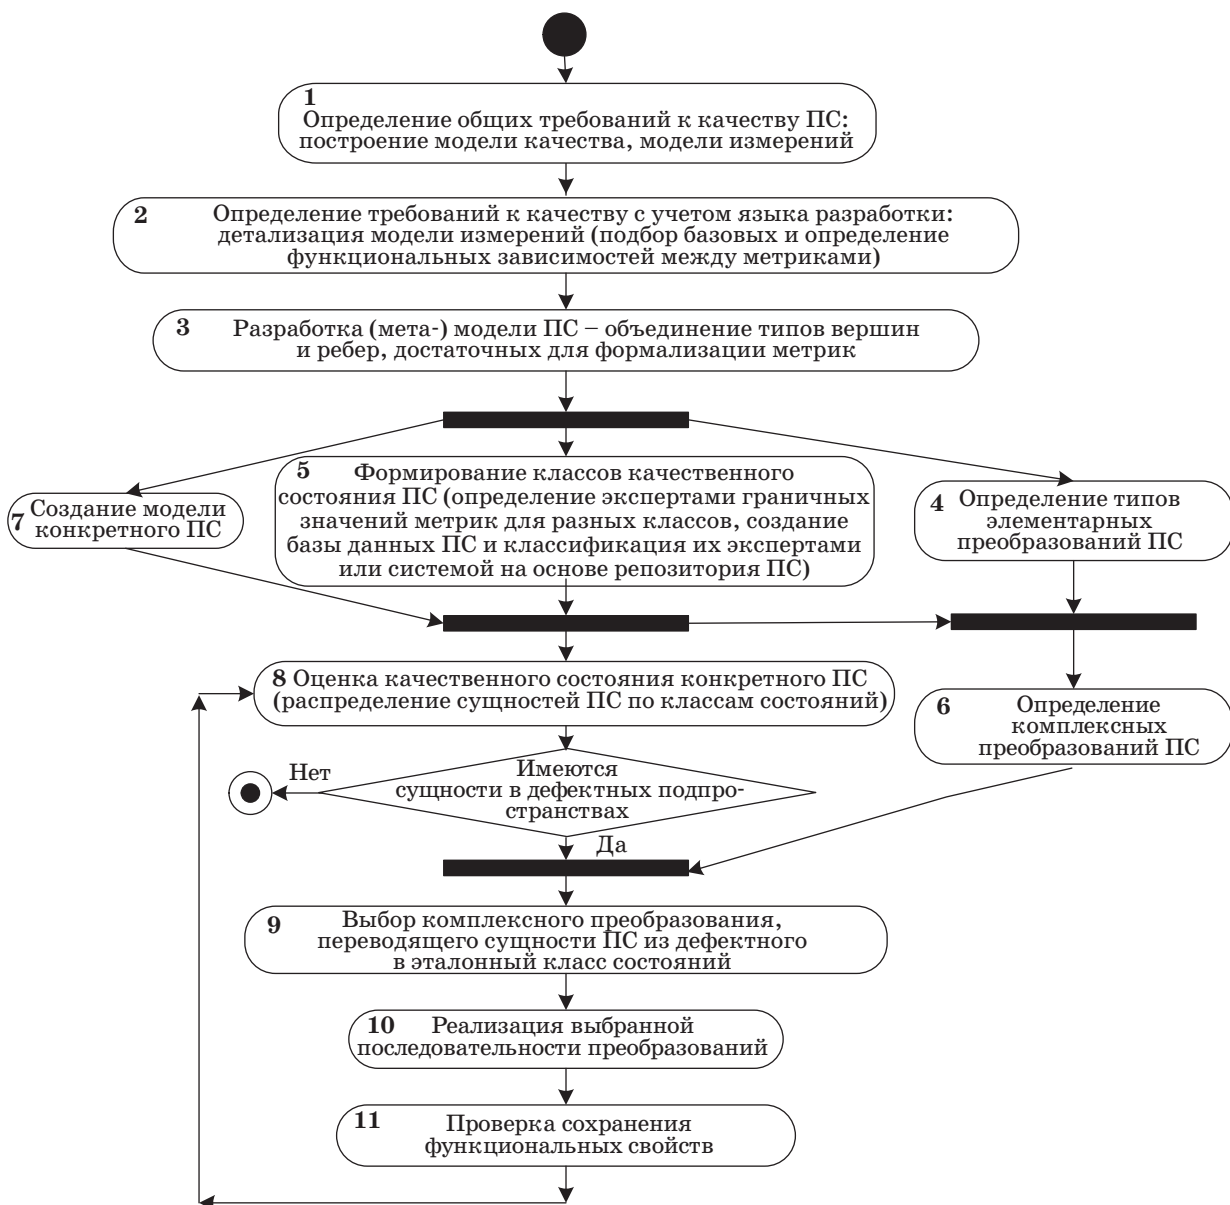 1
Определение общих требований к качеству ПС:
построение модели качества, модели измерений
2 Определение требований к качеству с учетом языка разработки:
детализация модели измерений (подбор базовых и определение
функциональных зависимостей между метриками)
3 Разработка (мета-) модели ПС – объединение типов вершин
и ребер, достаточных для формализации метрик
7 Создание модели
конкретного ПС
5 Формирование классов качественного
состояния ПС (определение экспертами граничных
значений метрик для разных классов, создание
базы данных ПС и классификация их экспертами
или системой на основе репозитория ПС)
4 Определение типов
элементарных
преобразований ПС
8 Оценка качественного состояния конкретного ПС
(распределение сущностей ПС по классам состояний)
6 Определение
комплексных
преобразований ПС
Нет
Имеются
сущности в дефектных подпро-
странствах
Да
9 Выбор комплексного преобразования,
переводящего сущности ПС из дефектного
в эталонный класс состояний
10 Реализация выбранной
последовательности преобразований
11 Проверка сохранения
функциональных свойств